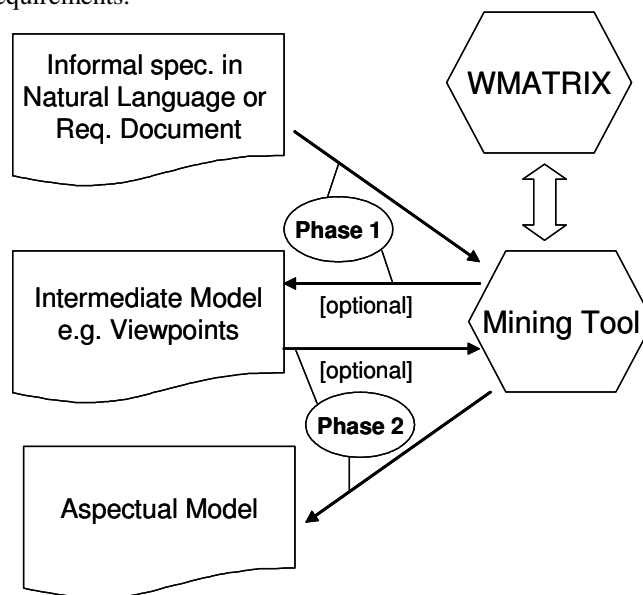 equirements.
Informal spec. in
Natural Language or
Req. Document
WMATRIX
Phase 1
Intermediate Model
e.g. Viewpoints
[optional]
Mining Tool
[optional]
Phase 2
Aspectual Model